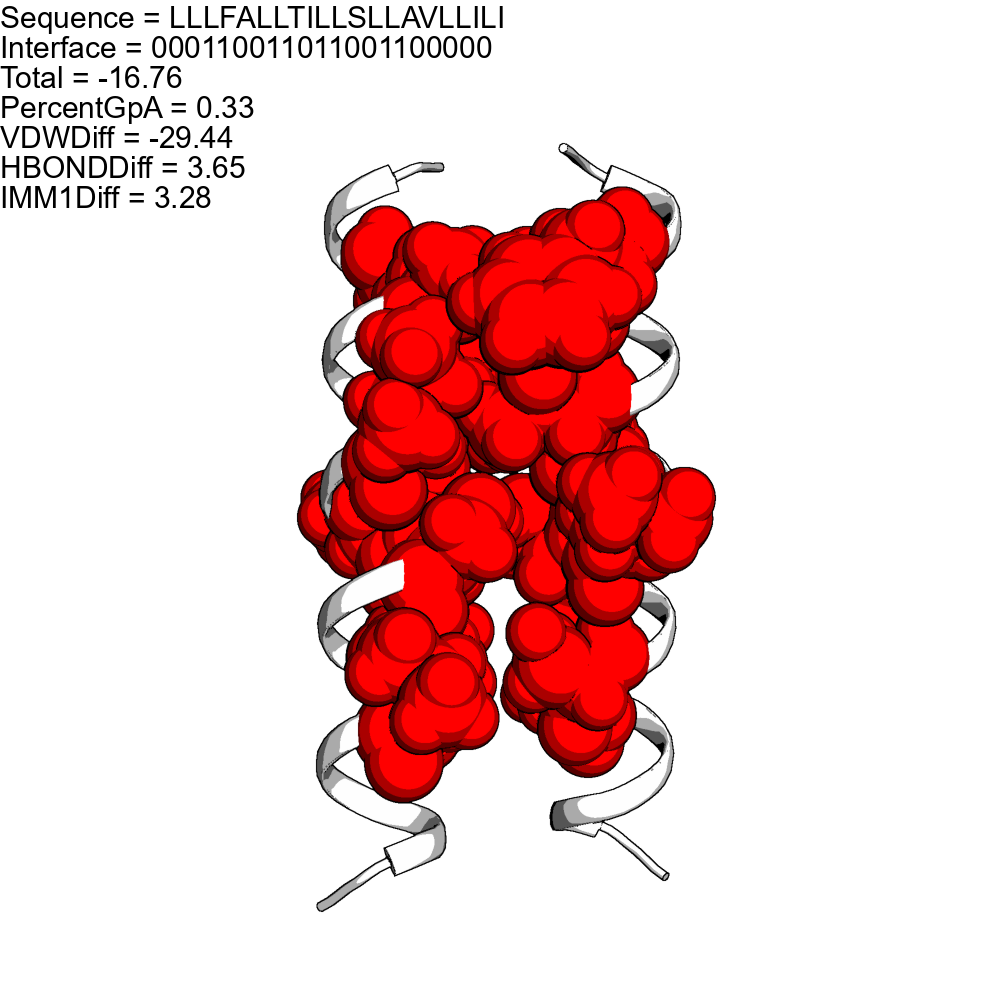 Sequence = LLLFALLTILLSLLAVLLILI
Interface = 000110011011001100000
Total = -16.76
PercentGpA = 0.33
VDWDiff = -29.44
HBONDDiff = 3.65
IMM1Diff = 3.28